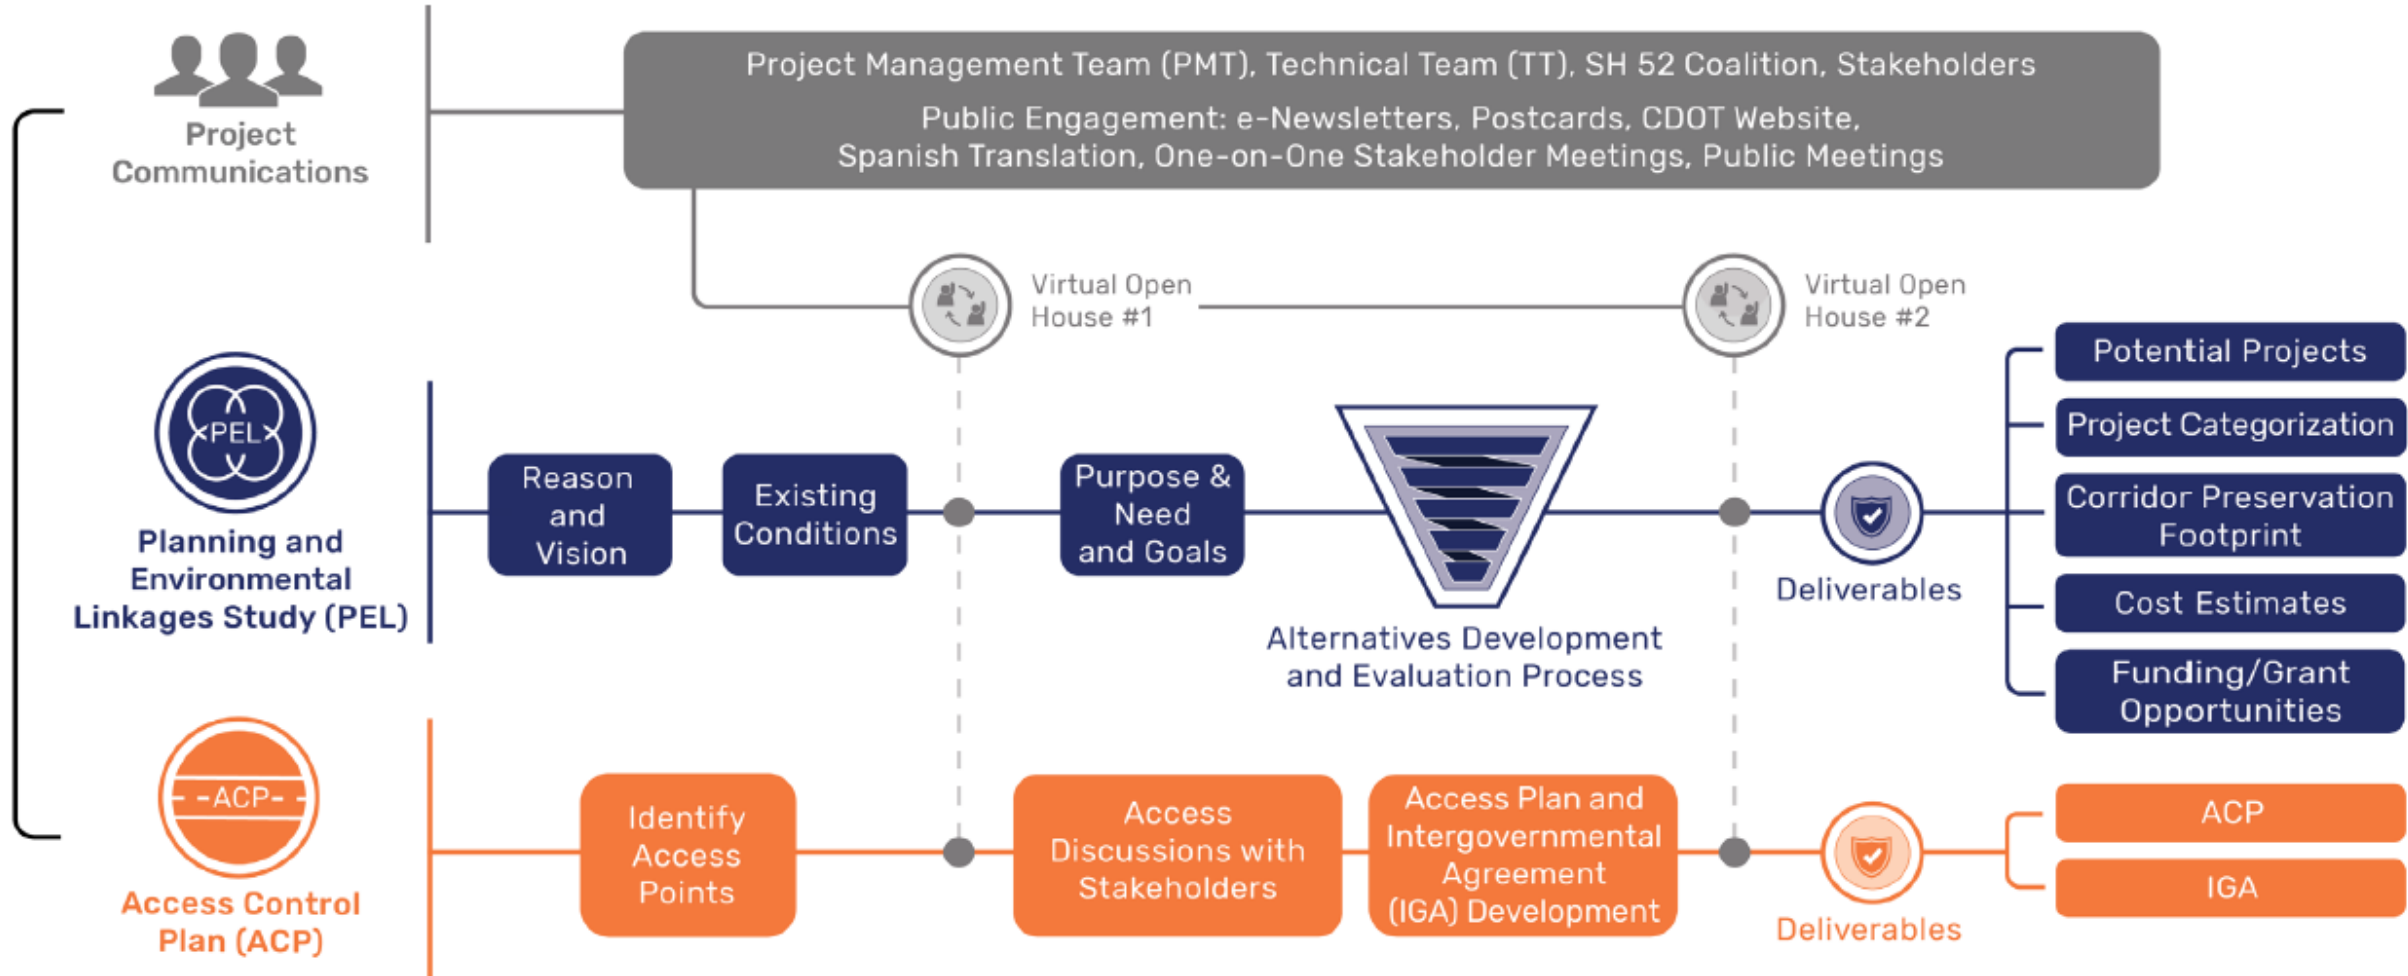 Project
Communications
Project Management Team (PMT), Technical Team (TT), SH 52 Coalition, Stakeholders
Public Engagement: e-Newsletters, Postcards, CDOT Website,
Spanish Translation, One-on-One Stakeholder Meetings, Public Meetings
Virtual Open
House #1
Virtual Open
House #2
PEL
Planning and
Environmental
Linkages Study (PEL)
Reason
and
Vision
Existing
Conditions
Purpose &
Need
and Goals
Alternatives Development
and Evaluation Process
Deliverables
Potential Projects
Project Categorization
Corridor Preservation
Footprint
Cost Estimates
Funding/Grant
Opportunities
-ACP-
Access Control
Plan (ACP)
Identify
Access
Points
Access
Discussions with
Stakeholders
Access Plan and
Intergovernmental
Agreement
(IGA) Development
Deliverables
ACP
IGA